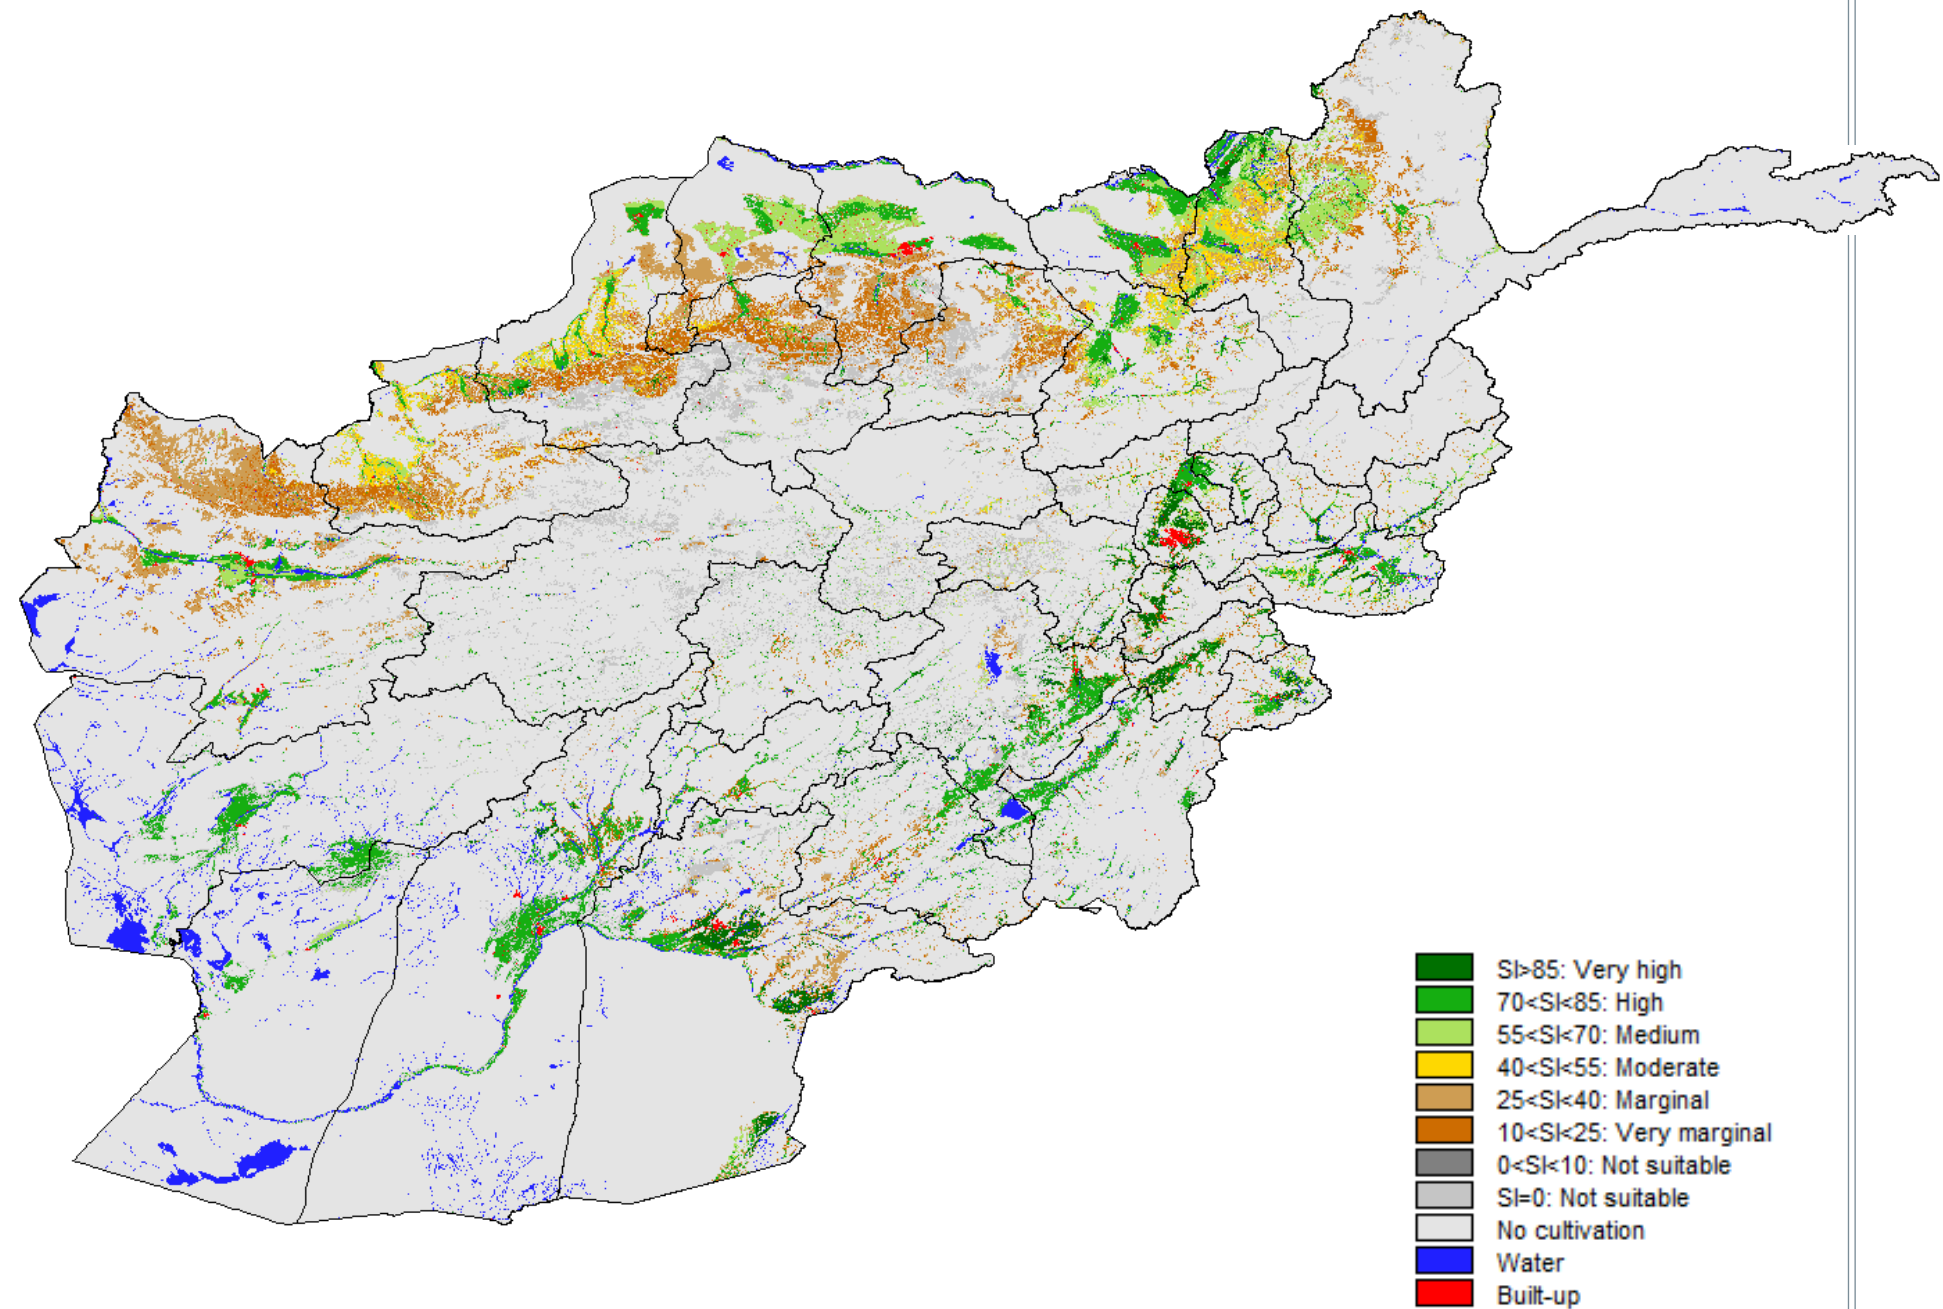 SI>85: Very high
70<SI<85: High
55<SI<70: Medium
40<SI<55: Moderate
25<SI<40: Marginal
10<SI<25: Very marginal
0<SI<10: Not suitable
SI=0: Not suitable
No cultivation
Water
Built-up